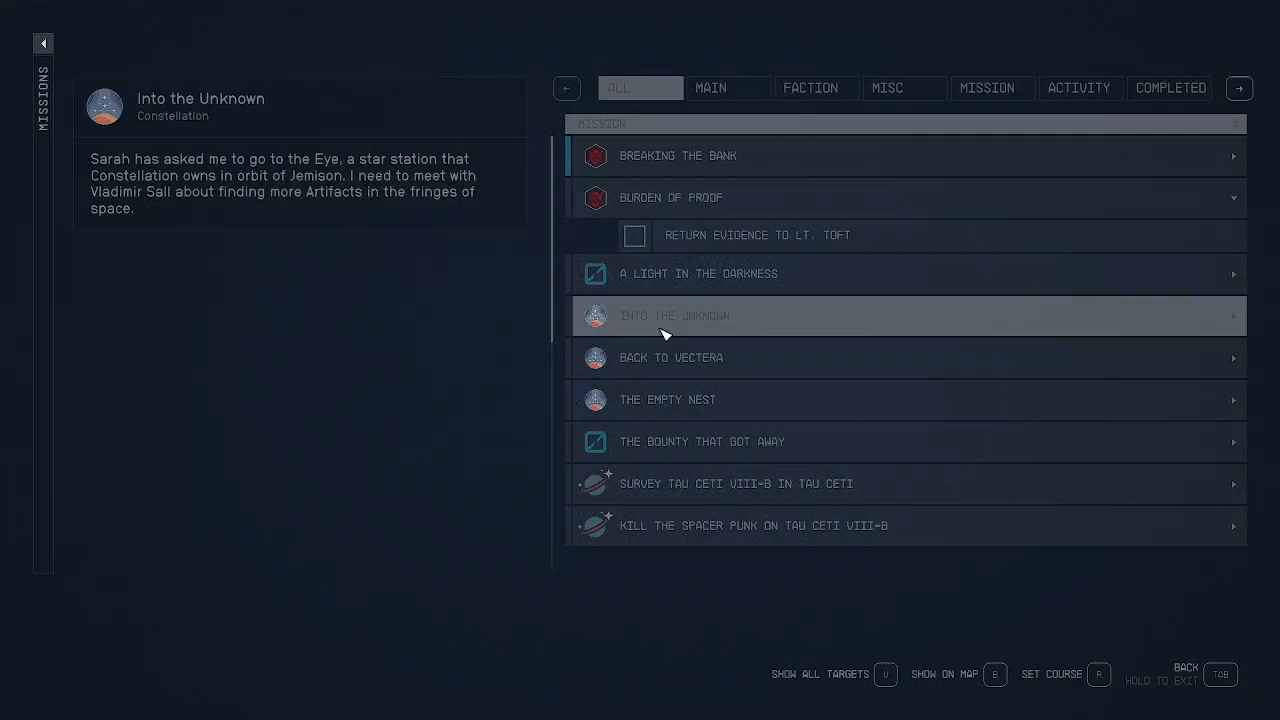 MISSIONS
Into the Unknown
Constellation
Sarah has asked me to go to the Eye, a star station that
Constellation owns in orbit of Jemison. I need to meet with
Vladimir Sall about finding more Artifacts in the fringes of
space.
ALL MAIN FACTION MISC MISSION ACTIVITY COMPLETED
MISSION
BREAKING THE BANK
BURDEN OF PROOF
RETURN EVIDENCE TO LT. TOFT
A LIGHT IN THE DARKNESS
INTO THE UNKNOWN
BACK TO VECTERA
THE EMPTY NEST
THE BOUNTY THAT GOT AWAY
SURVEY TAU CETI VIII-B IN TAU CETI
KILL THE SPACER PUNK ON TAU CETI VIII-B
SHOW ALL TARGETS U SHOW ON MAP B SET COURSE R BACK TAB
HOLD TO EXIT